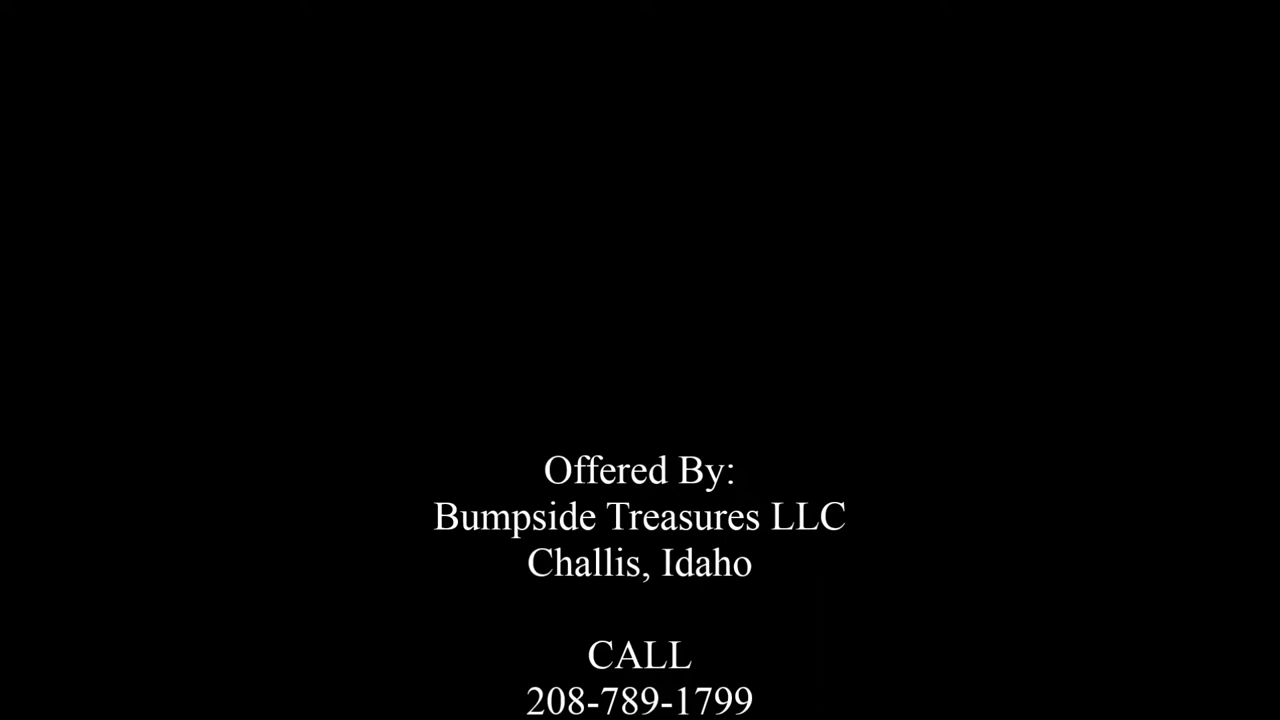 Offered By:
Bumpside Treasures LLC
Challis, Idaho
CALL
208-789-1799